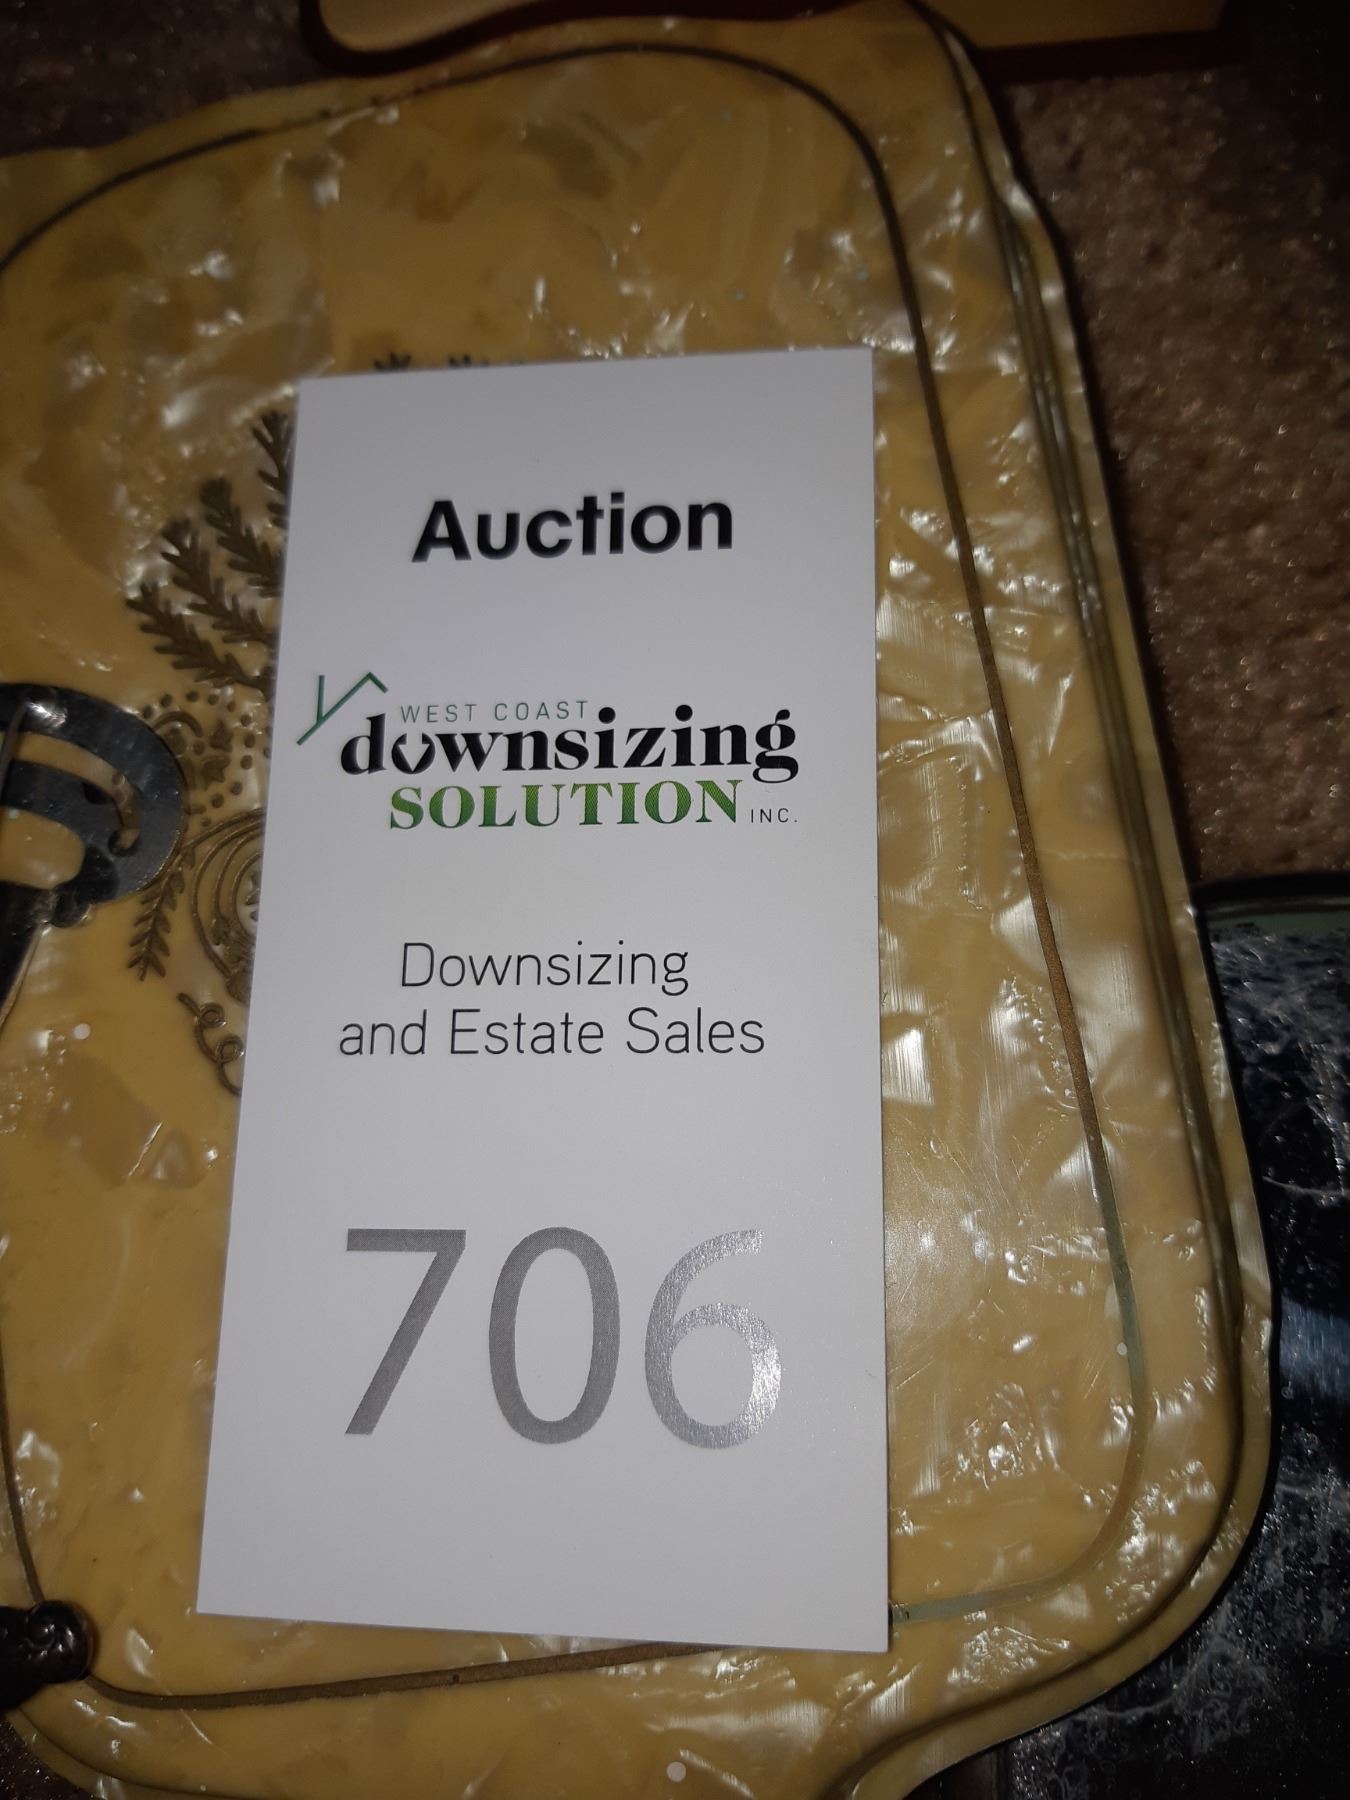 Auction
WEST COAST
downsizing
SOLUTION INC.
Downsizing
and Estate Sales
706